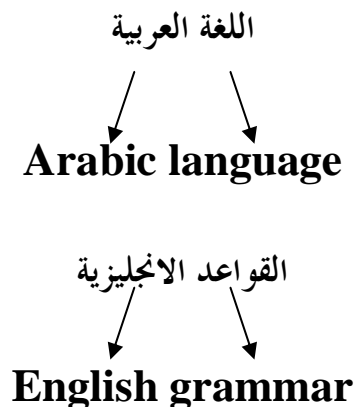 اللغة العربية
Arabic language
القواعد الانجليزية
English grammar